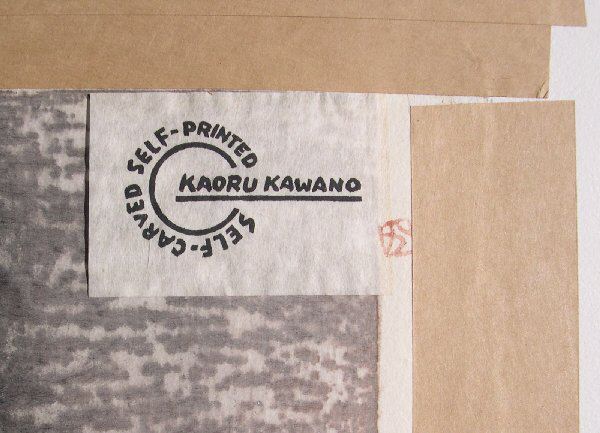 SELF-CARVED SELF-PRINTED
KAORU KAWANO